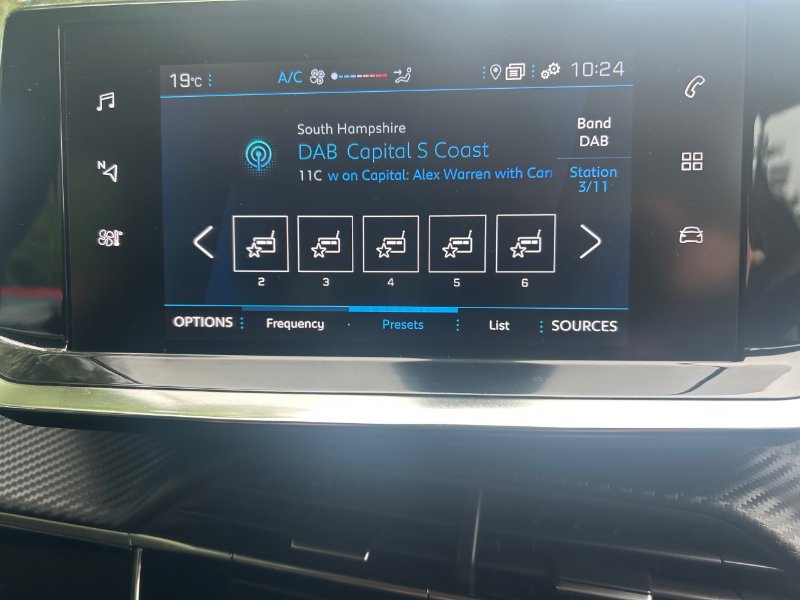 19°C
A/C
10:24
South Hampshire
DAB Capital S Coast
11C w on Capital: Alex Warren with Carr
Band
DAB
Station
3/11
N
2 3 4 5 6
OPTIONS Frequency Presets List SOURCES